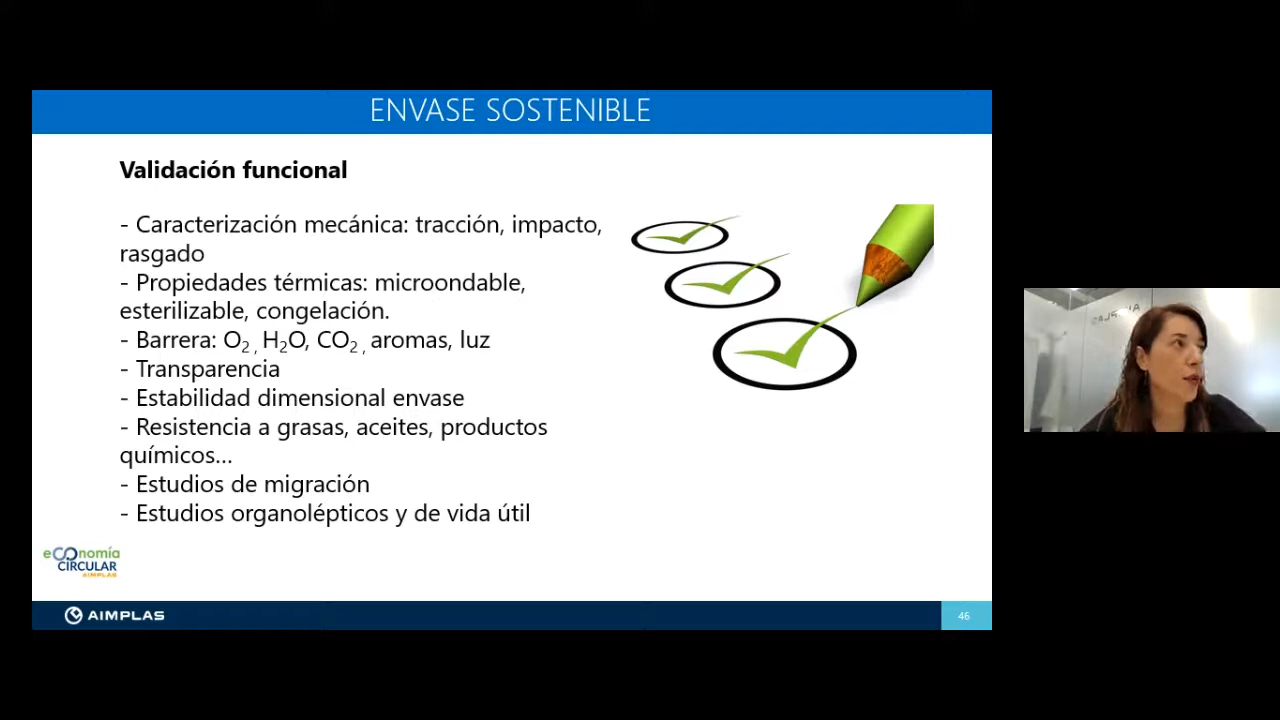 ENVASE SOSTENIBLE
Validación funcional
- Caracterización mecánica: tracción, impacto,
rasgado
- Propiedades térmicas: microondable,
esterilizable, congelación.
- Barrera: O₂ , H₂O, CO₂ , aromas, luz
- Transparencia
- Estabilidad dimensional envase
- Resistencia a grasas, aceites, productos
químicos...
- Estudios de migración
- Estudios organolépticos y de vida útil
eCOnomía
CIRCULAR
AIMPLAS
AIMPLAS
46
AIMPLAS